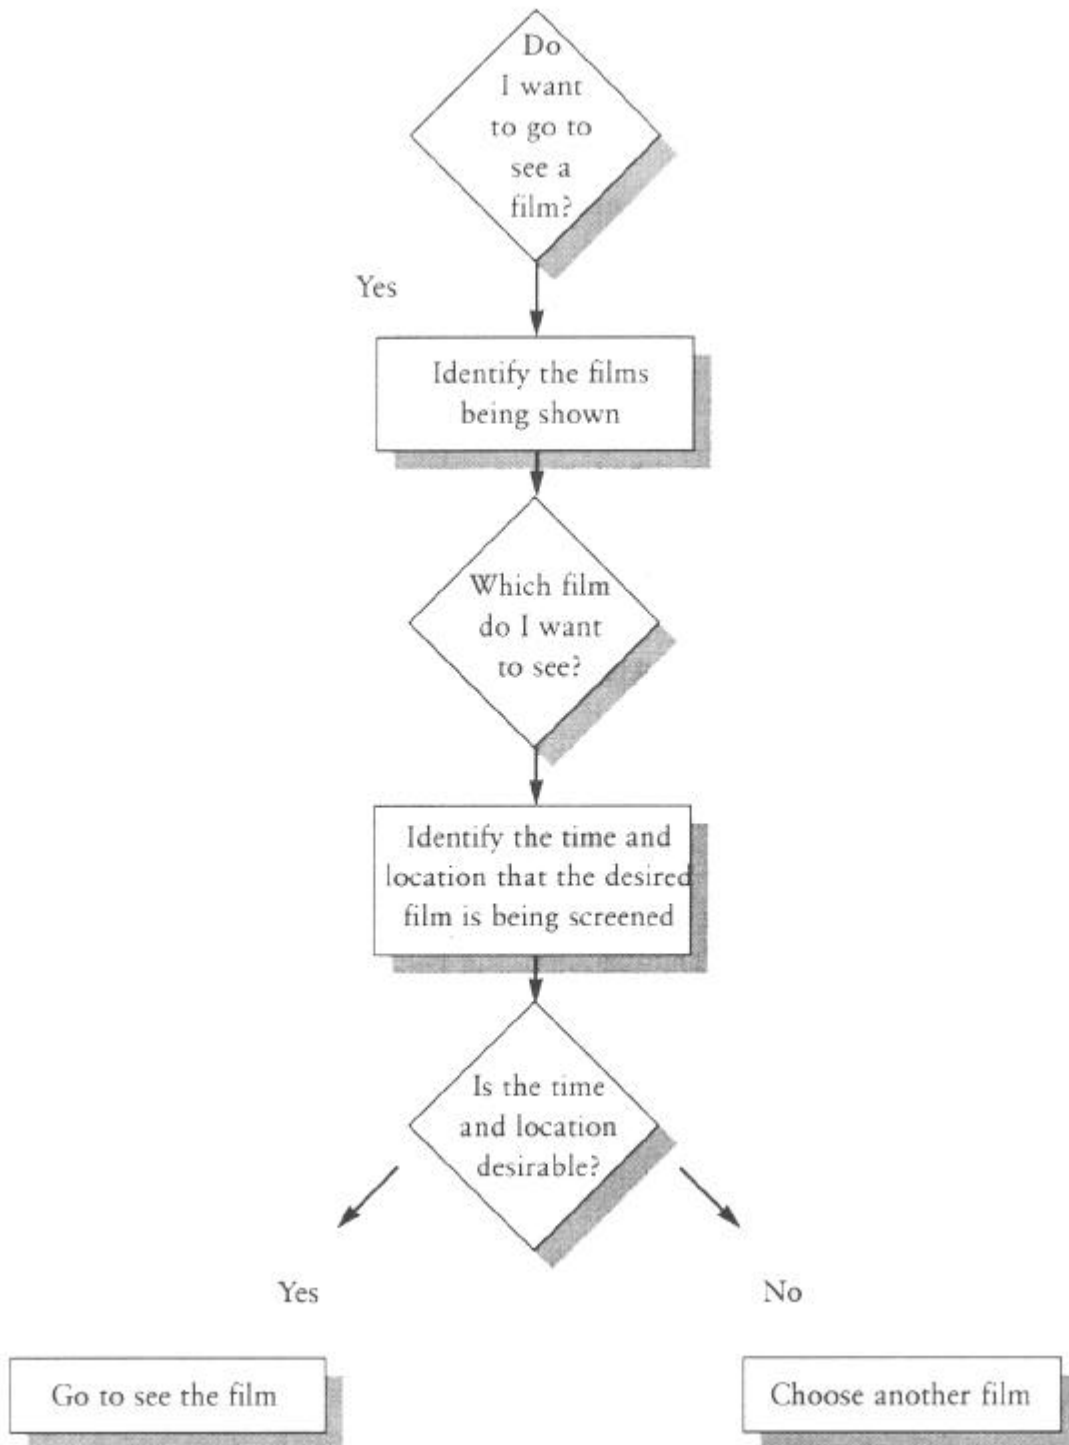 Do
I want
to go to
see a
film?
Yes
Identify the films
being shown
Which film
do I want
to see?
Identify the time and
location that the desired
film is being screened
Is the time
and location
desirable?
Yes
No
Go to see the film
Choose another film